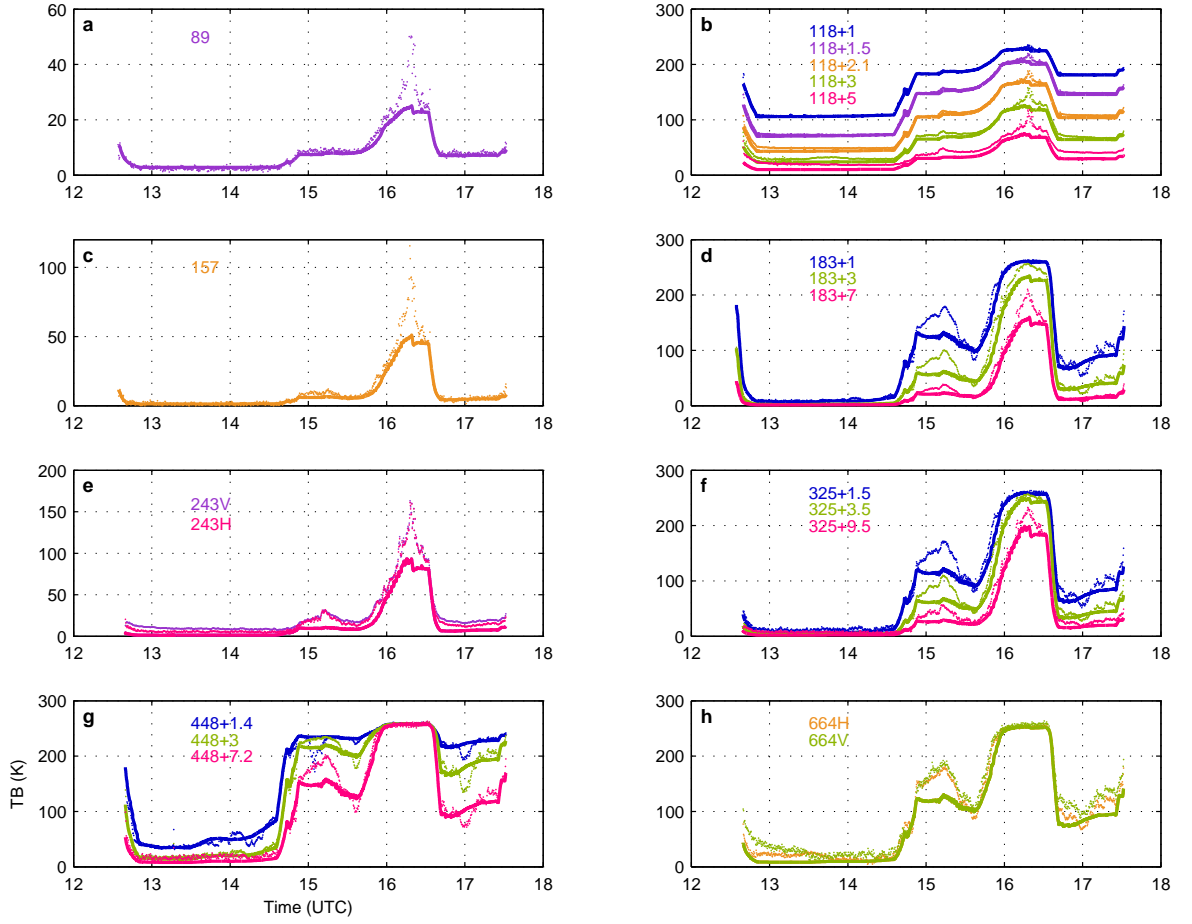 a
89
60
40
20
0
12 13 14 15 16 17 18
b
118+1
118+1.5
118+2.1
118+3
118+5
300
200
100
0
12 13 14 15 16 17 18
c
157
100
50
0
12 13 14 15 16 17 18
d
183+1
183+3
183+7
300
200
100
0
12 13 14 15 16 17 18
e
243V
243H
200
150
100
50
0
12 13 14 15 16 17 18
f
325+1.5
325+3.5
325+9.5
300
200
100
0
12 13 14 15 16 17 18
g
448+1.4
448+3
448+7.2
300
200
100
0
TB (K)
12 13 14 15 16 17 18
Time (UTC)
h
664H
664V
300
200
100
0
12 13 14 15 16 17 18